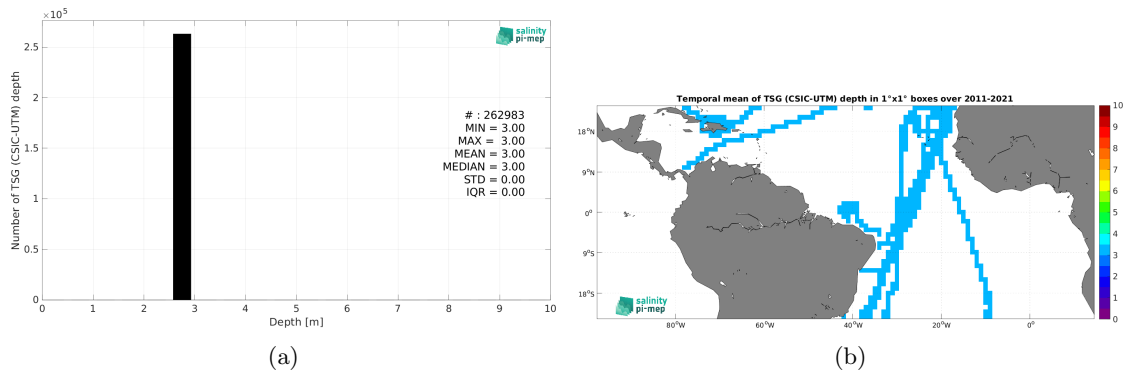 ×10⁵
2.5
2
1.5
1
0.5
0
Number of TSG (CSIC-UTM) depth
salinity
pi-mep
# : 262983
MIN = 3.00
MAX = 3.00
MEAN = 3.00
MEDIAN = 3.00
STD = 0.00
IQR = 0.00
0 1 2 3 4 5 6 7 8 9 10
Depth [m]
(a)
Temporal mean of TSG (CSIC-UTM) depth in 1°x1° boxes over 2011-2021
18°N
9°N
0°
9°S
18°S
80°W 60°W 40°W 20°W 0°
salinity
pi-mep
10
9
8
7
6
5
4
3
2
1
0
(b)